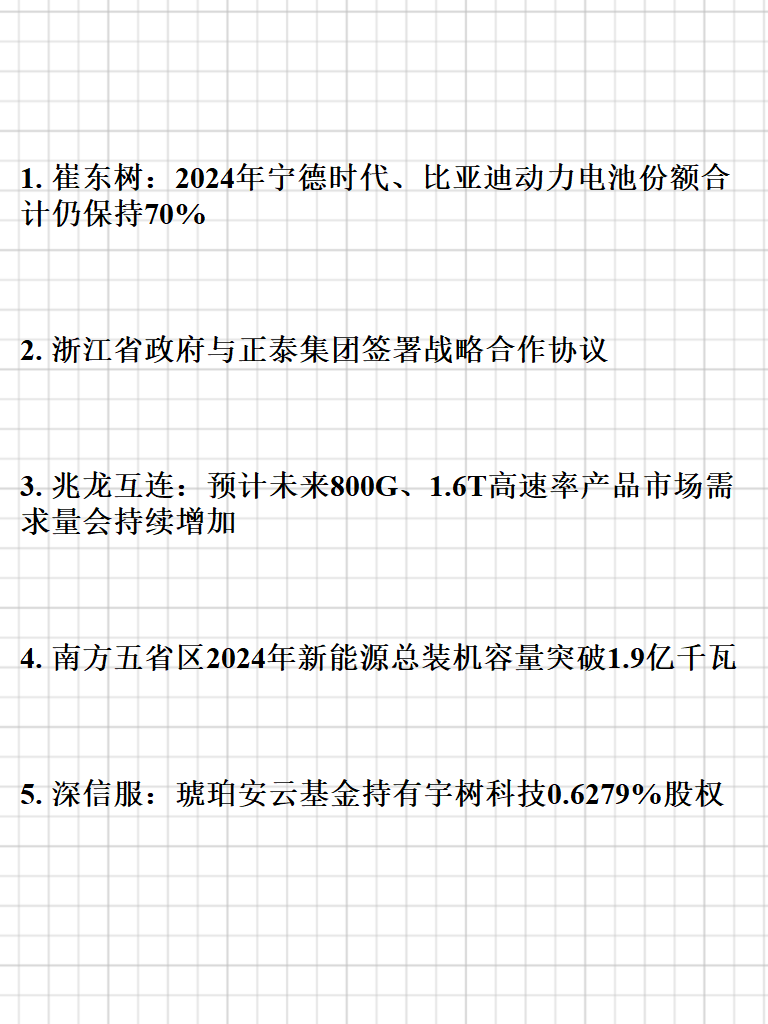 1. 崔东树：2024年宁德时代、比亚迪动力电池份额合
计仍保持70%
2. 浙江省政府与正泰集团签署战略合作协议
3. 兆龙互连：预计未来800G、1.6T高速率产品市场需
求量会持续增加
4. 南方五省区2024年新能源总装机容量突破1.9亿千瓦
5. 深信服：琥珀安云基金持有宇树科技0.6279%股权